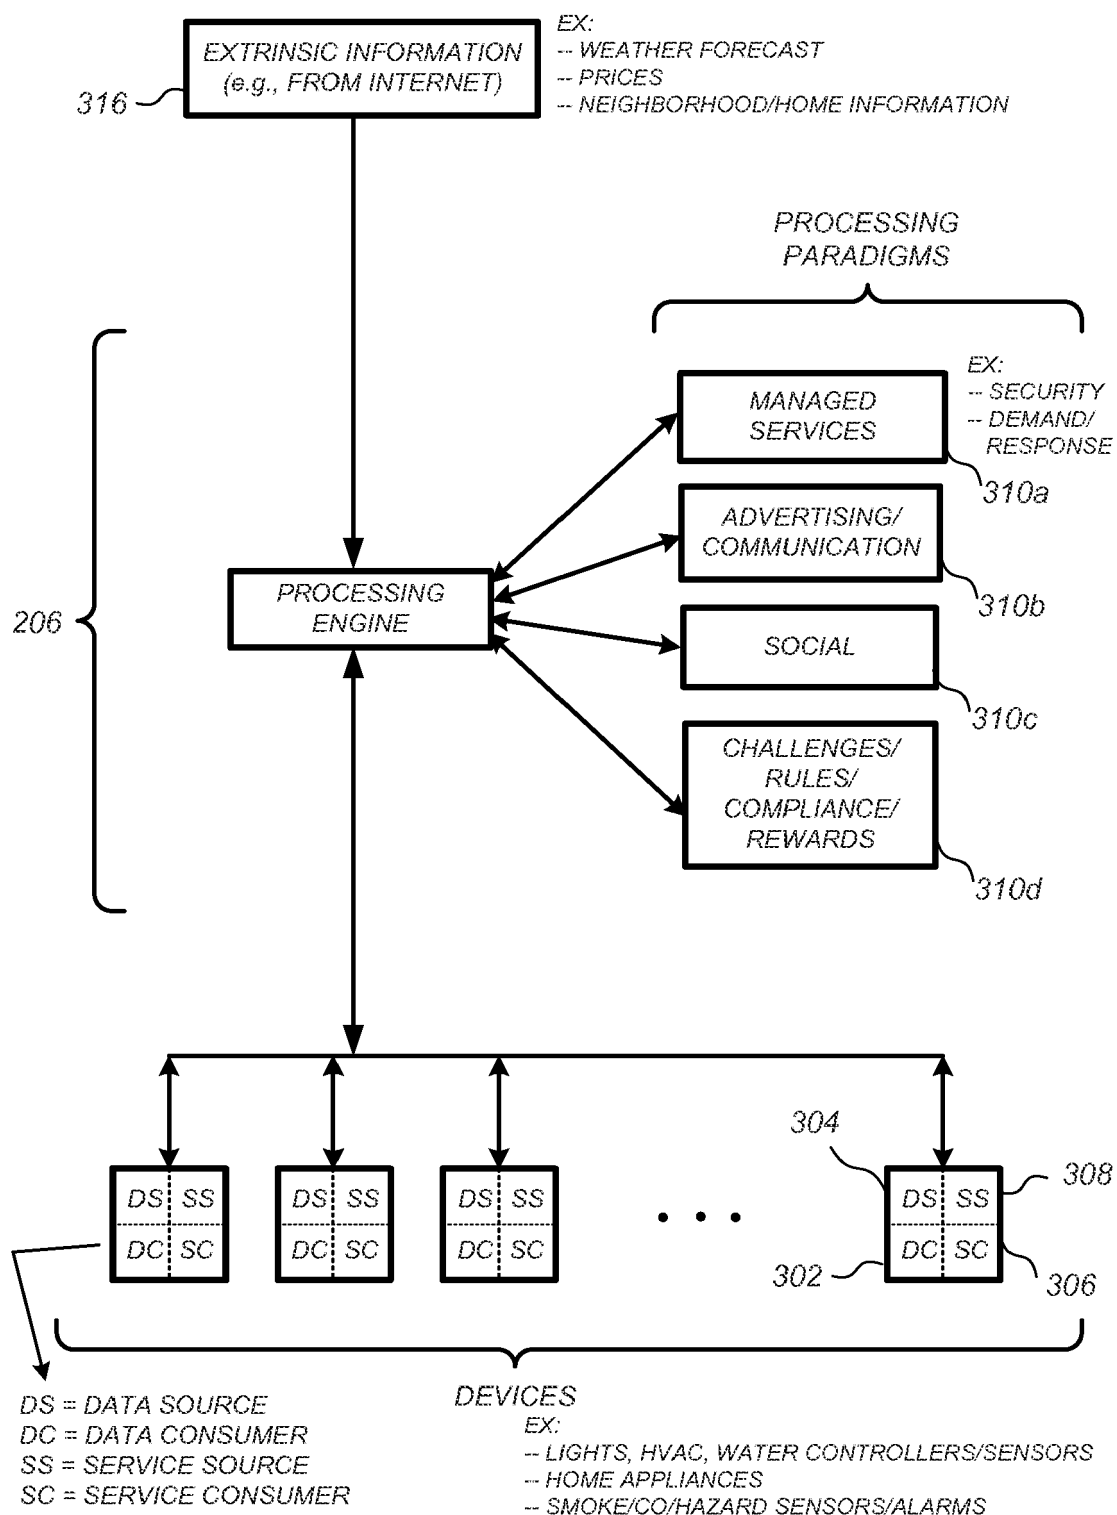 EXTRINSIC INFORMATION
(e.g., FROM INTERNET)
316
EX:
-- WEATHER FORECAST
-- PRICES
-- NEIGHBORHOOD/HOME INFORMATION
PROCESSING
PARADIGMS
MANAGED
SERVICES
EX:
-- SECURITY
-- DEMAND/
RESPONSE
310a
ADVERTISING/
COMMUNICATION
310b
PROCESSING
ENGINE
206
SOCIAL
310c
CHALLENGES/
RULES/
COMPLIANCE/
REWARDS
310d
304
308
DS SS
DC SC
DS SS
DC SC
DS SS
DC SC
DS SS
DC SC
302
306
DS = DATA SOURCE
DC = DATA CONSUMER
SS = SERVICE SOURCE
SC = SERVICE CONSUMER
DEVICES
EX:
-- LIGHTS, HVAC, WATER CONTROLLERS/SENSORS
-- HOME APPLIANCES
-- SMOKE/CO/HAZARD SENSORS/ALARMS